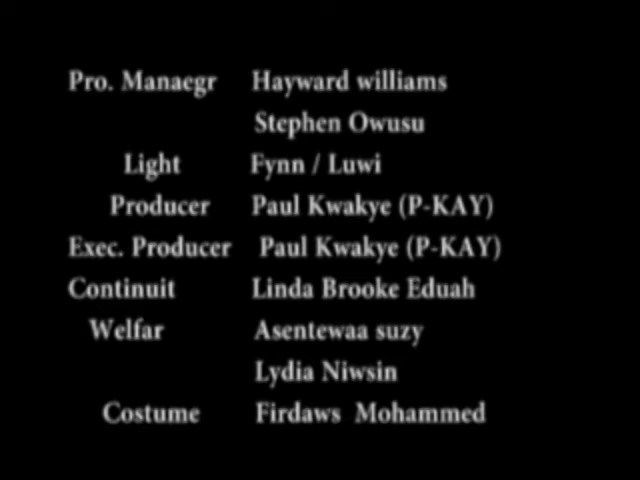 Pro. Manaegr Hayward williams
Stephen Owusu
Light Fynn / Luwi
Producer Paul Kwakye (P-KAY)
Exec. Producer Paul Kwakye (P-KAY)
Continuit Linda Brooke Eduah
Welfar Asentewaa suzy
Lydia Niwsin
Costume Firdaws Mohammed